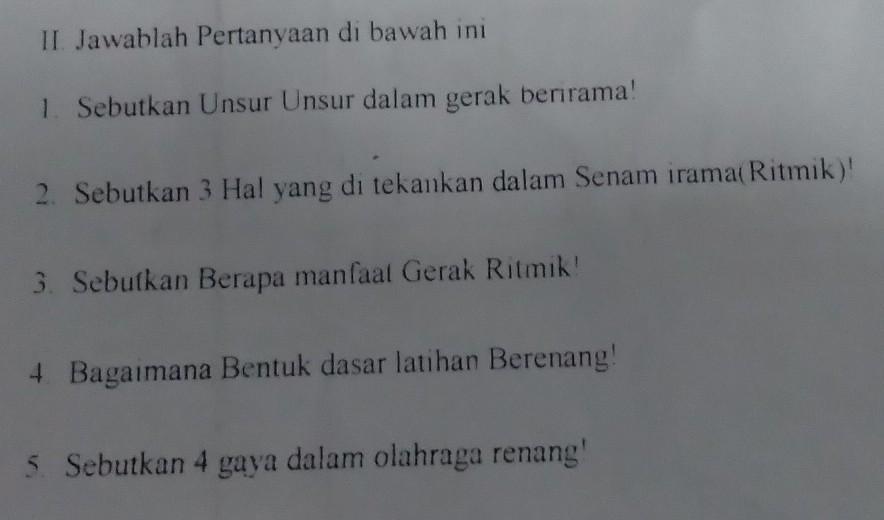 II. Jawablah Pertanyaan di bawah ini
1. Sebutkan Unsur Unsur dalam gerak berirama!
2. Sebutkan 3 Hal yang di tekankan dalam Senam irama(Ritmik)!
3. Sebutkan Berapa manfaat Gerak Ritmik!
4 Bagaimana Bentuk dasar latihan Berenang!
5. Sebutkan 4 gaya dalam olahraga renang!